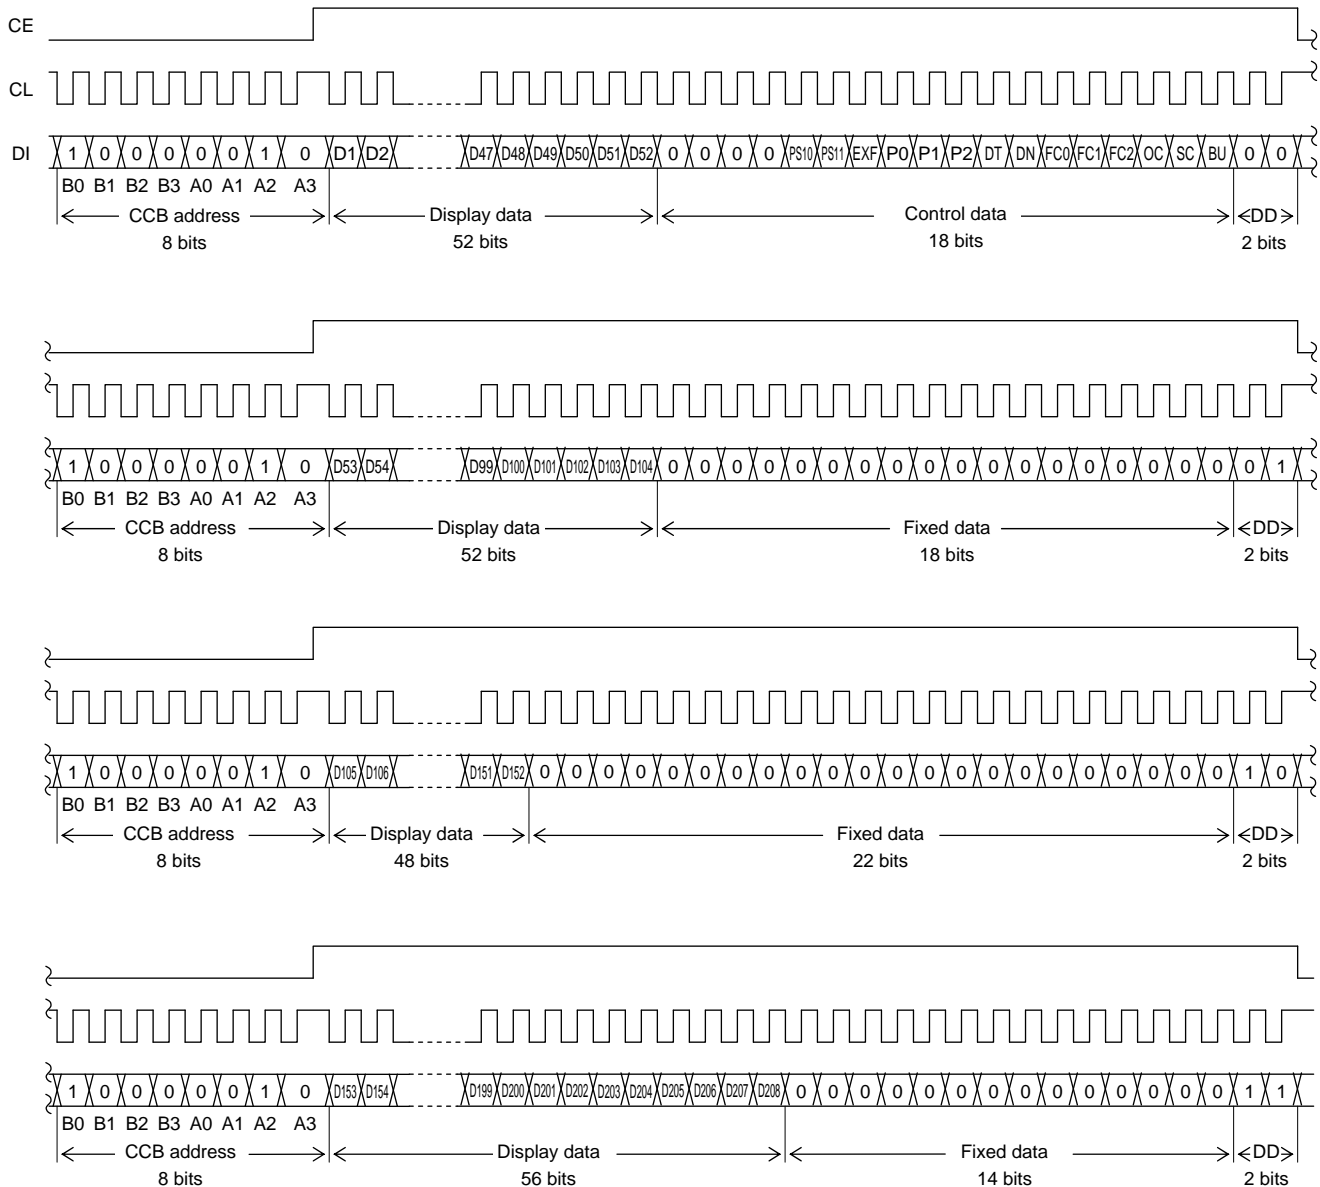 CE
CL
DI 1 0 0 0 0 0 1 0 D1 D2 D47 D48 D49 D50 D51 D52 0 0 0 0 PS10 PS11 EXF P0 P1 P2 DT DN FC0 FC1 FC2 OC SC BU 0 0
B0 B1 B2 B3 A0 A1 A2 A3
CCB address Display data Control data DD
8 bits 52 bits 18 bits 2 bits
1 0 0 0 0 0 1 0 D53 D54 D99 D100 D101 D102 D103 D104 0 0 0 0 0 0 0 0 0 0 0 0 0 0 0 0 0 0 0 1
B0 B1 B2 B3 A0 A1 A2 A3
CCB address Display data Fixed data DD
8 bits 52 bits 18 bits 2 bits
1 0 0 0 0 0 1 0 D105 D106 D151 D152 0 0 0 0 0 0 0 0 0 0 0 0 0 0 0 0 0 0 0 0 0 0 1 0
B0 B1 B2 B3 A0 A1 A2 A3
CCB address Display data Fixed data DD
8 bits 48 bits 22 bits 2 bits
1 0 0 0 0 0 1 0 D153 D154 D199 D200 D201 D202 D203 D204 D205 D206 D207 D208 0 0 0 0 0 0 0 0 0 0 0 0 0 0 1 1
B0 B1 B2 B3 A0 A1 A2 A3
CCB address Display data Fixed data DD
8 bits 56 bits 14 bits 2 bits